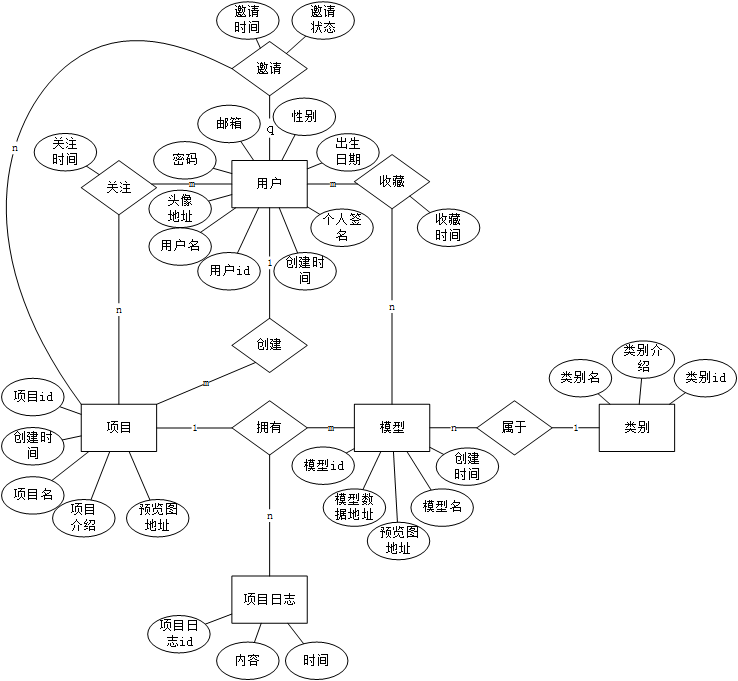 邀请
时间
邀请
状态
邀请
n
q
邮箱
性别
关注
时间
密码
出生
日期
关注
m
用户
m
收藏
头像
地址
个人签
名
收藏
时间
用户名
用户id
1
创建时
间
n
n
创建
m
类别名
类别介
绍
类别id
项目id
项目
1
拥有
m
模型
n
属于
1
类别
创建时
间
模型id
创建
时间
项目名
项目
介绍
预览图
地址
模型数
据地址
预览图
地址
模型名
n
项目日志
项目日
志id
内容
时间